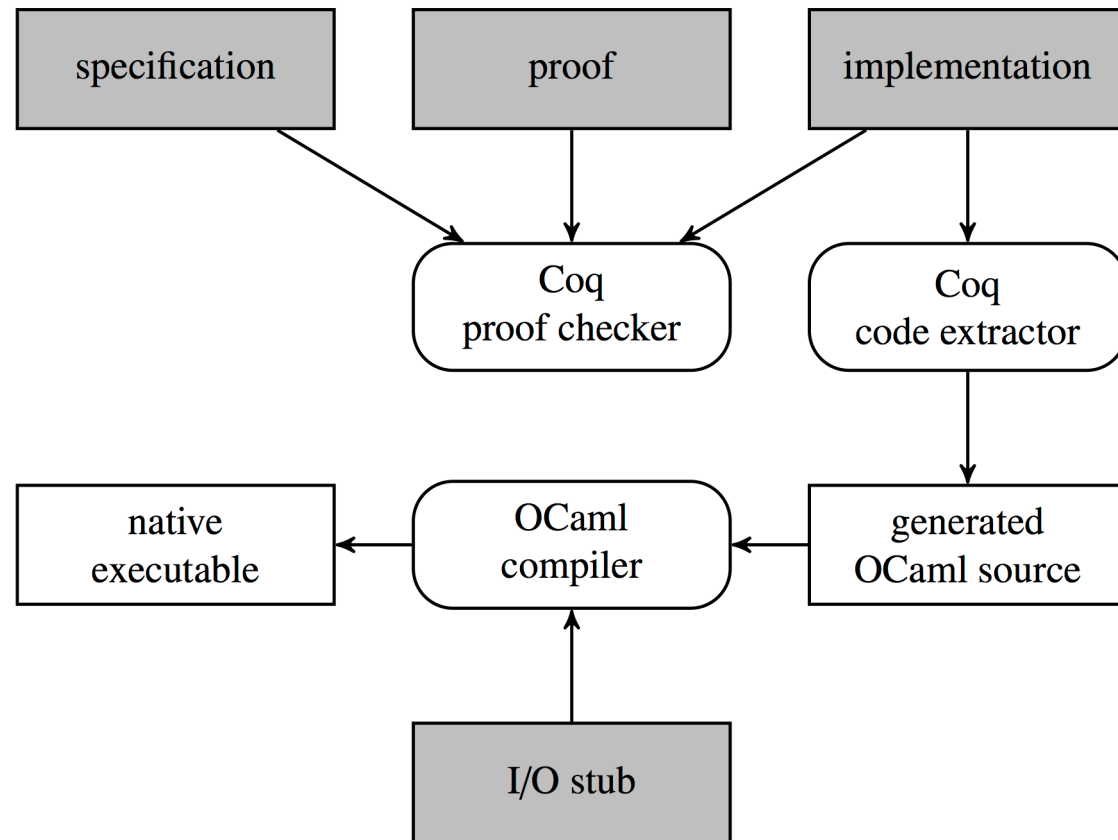 specification
proof
implementation
Coq
proof checker
Coq
code extractor
native
executable
OCaml
compiler
generated
OCaml source
I/O stub